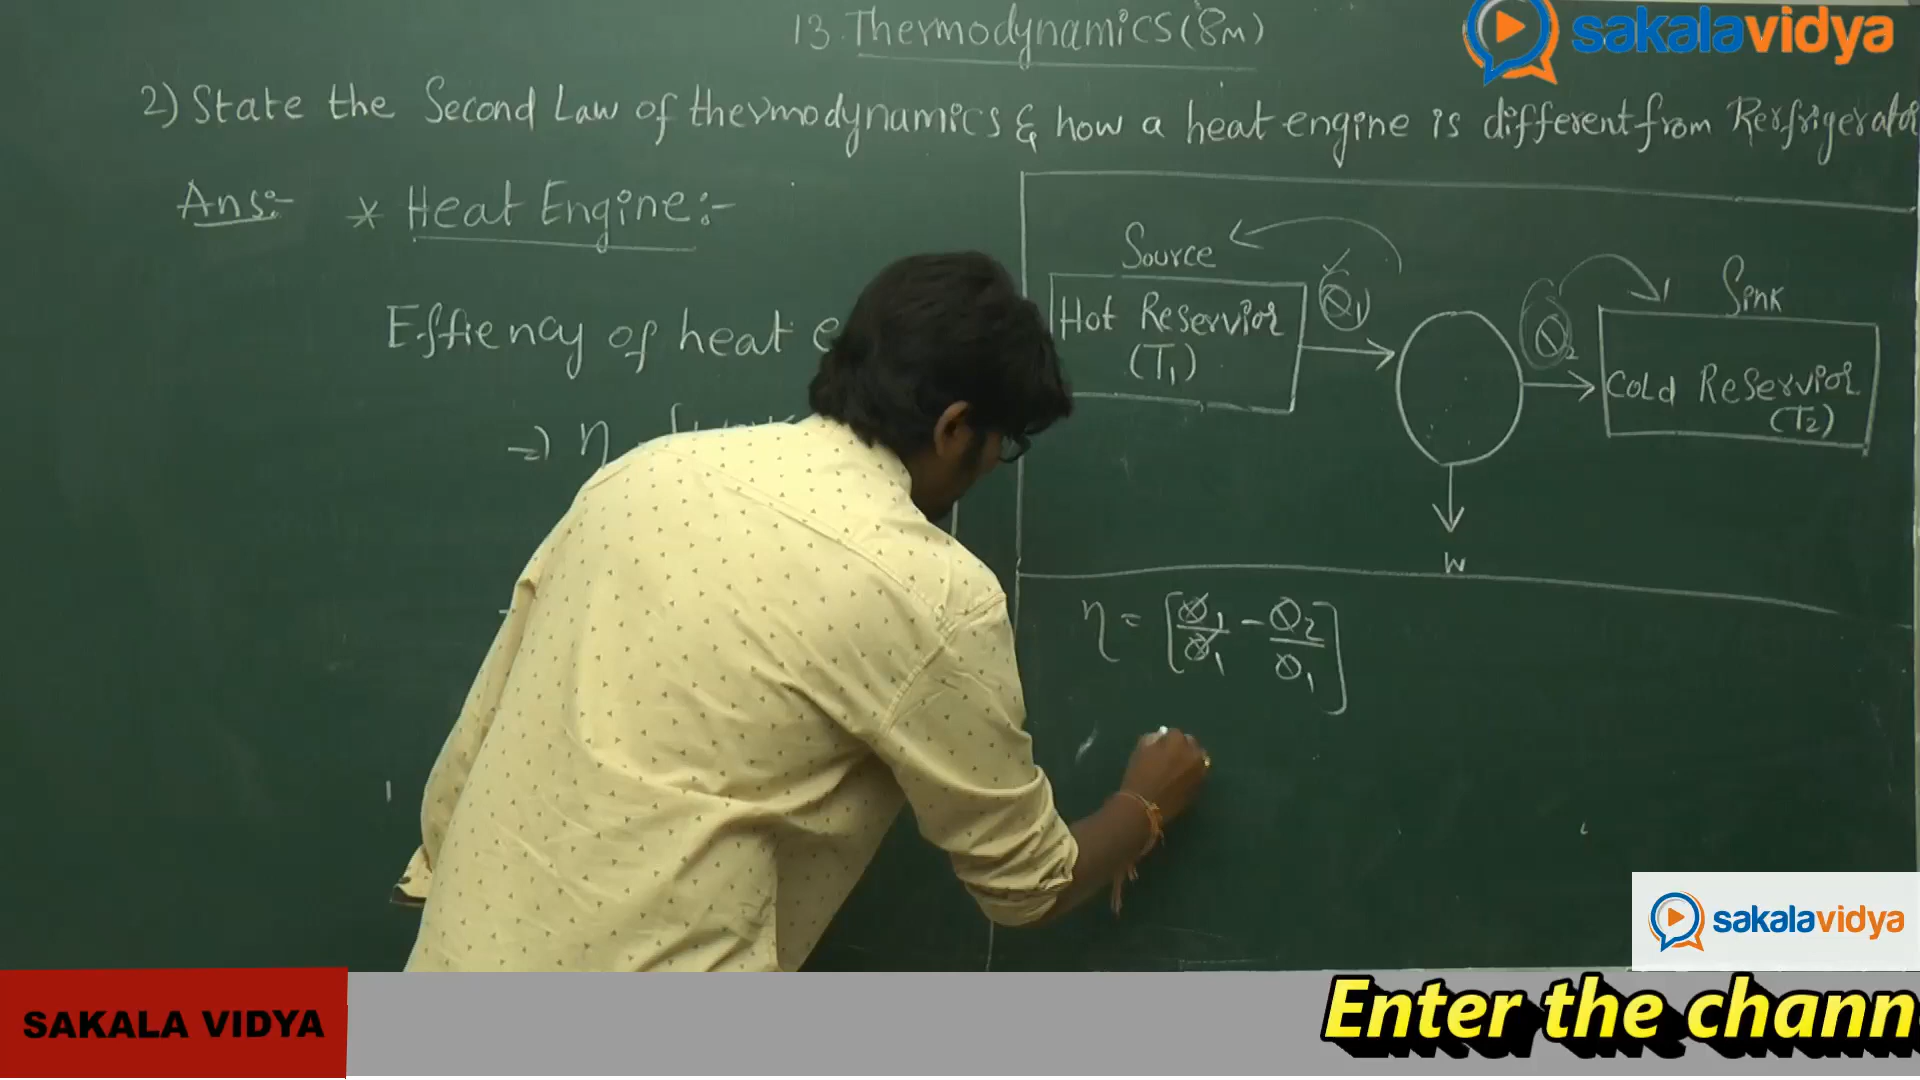 13. Thermodynamics (8M)
sakalavidya
2) State the Second Law of thermodynamics & how a heat engine is different from Rerfrigerator
Ans:- * Heat Engine:-
Effiency of heat e
=) η
Source
Hot Reservior
(T1)
Q1
Q2
Sink
Cold Reservior
(T2)
W
η = [Q1/Q1 - Q2/Q1]
sakalavidya
SAKALA VIDYA
Enter the chann